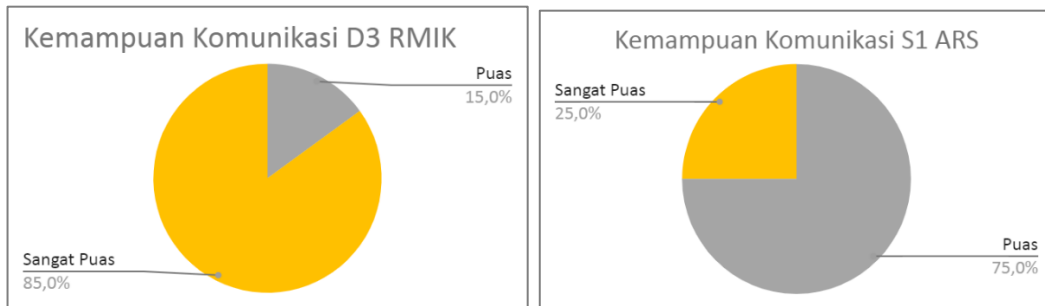 Kemampuan Komunikasi D3 RMIK
Puas
15,0%
Sangat Puas
85,0%
Kemampuan Komunikasi S1 ARS
Sangat Puas
25,0%
Puas
75,0%